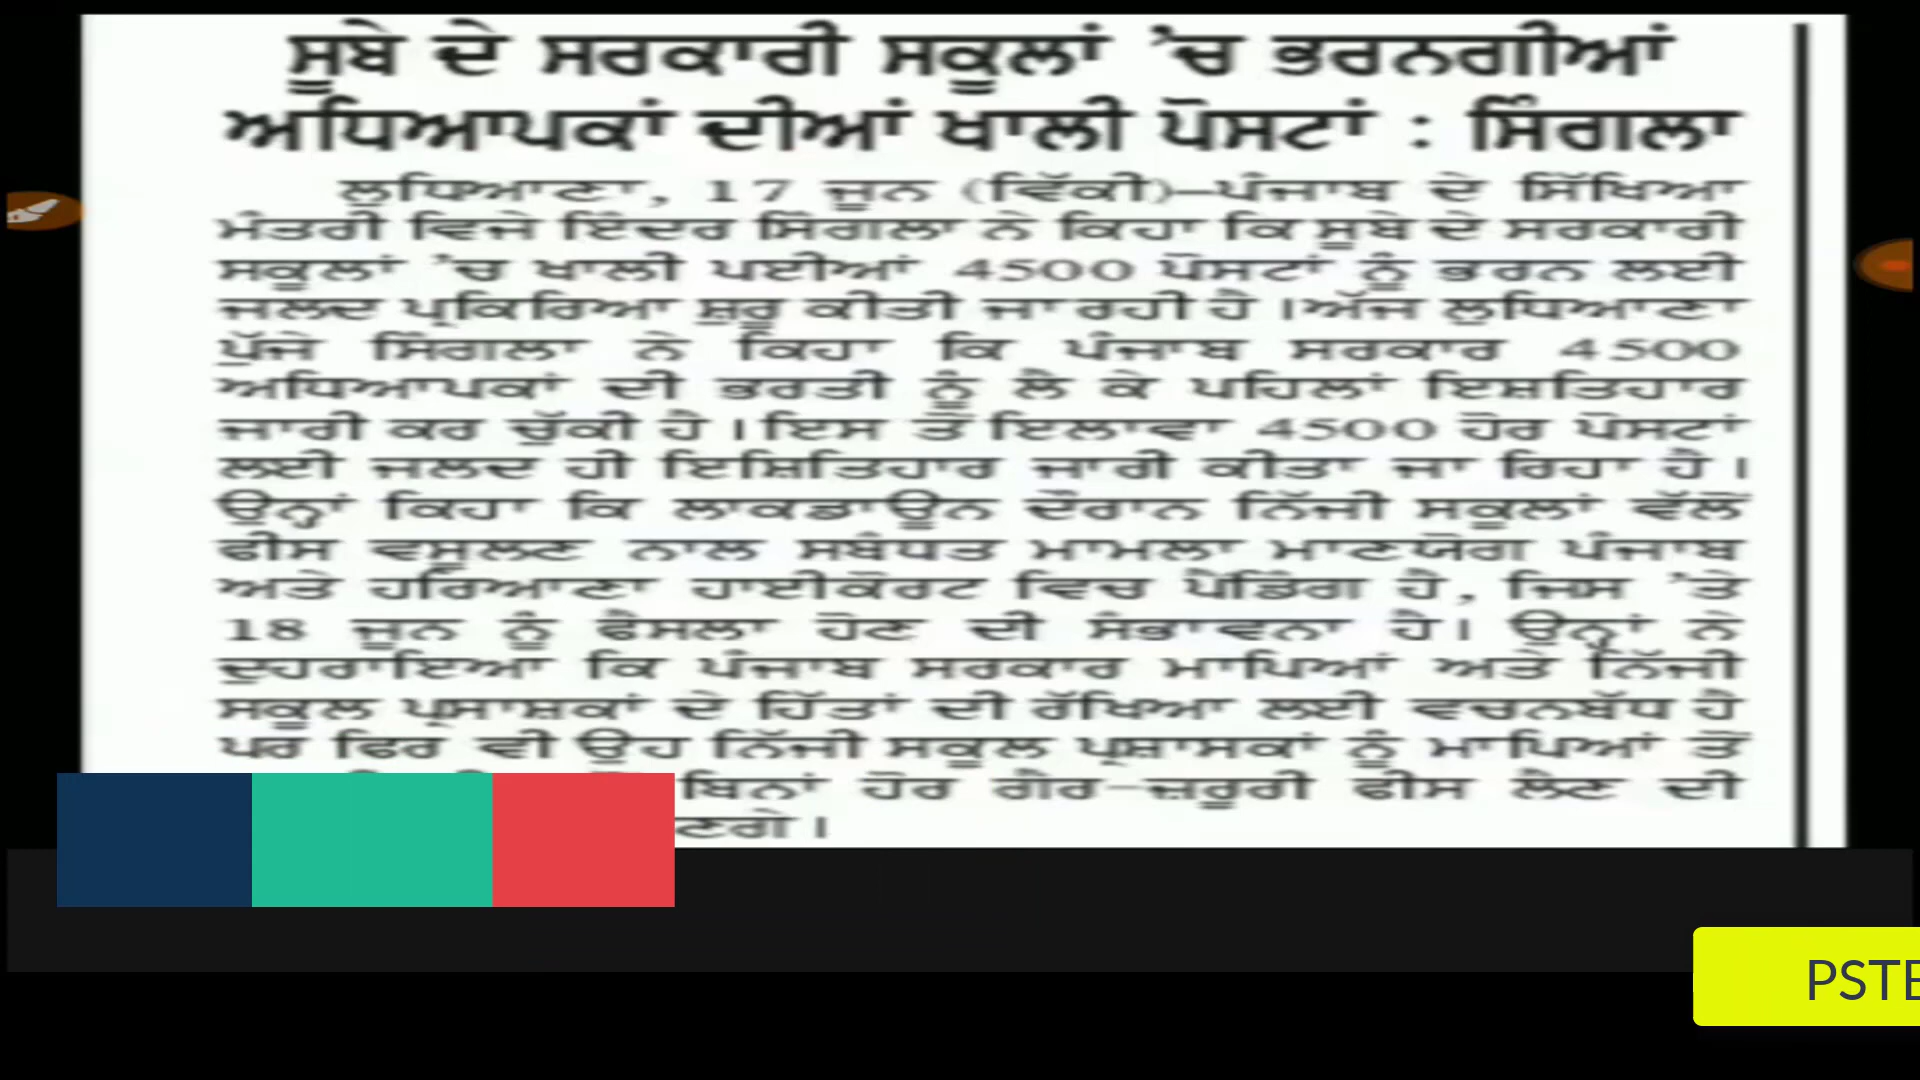 ਸੂਬੇ ਦੇ ਸਰਕਾਰੀ ਸਕੂਲਾਂ ’ਚ ਭਰਨਗੀਆਂ
ਅਧਿਆਪਕਾਂ ਦੀਆਂ ਖਾਲੀ ਪੋਸਟਾਂ : ਸਿੰਗਲਾ
ਲੁਧਿਆਣਾ, 17 ਜੂਨ (ਵਿੱਕੀ)–ਪੰਜਾਬ ਦੇ ਸਿੱਖਿਆ
ਮੰਤਰੀ ਵਿਜੇ ਇੰਦਰ ਸਿੰਗਲਾ ਨੇ ਕਿਹਾ ਕਿ ਸੂਬੇ ਦੇ ਸਰਕਾਰੀ
ਸਕੂਲਾਂ ’ਚ ਖਾਲੀ ਪਈਆਂ 4500 ਪੋਸਟਾਂ ਨੂੰ ਭਰਨ ਲਈ
ਜਲਦ ਪ੍ਰਕਿਰਿਆ ਸ਼ੁਰੂ ਕੀਤੀ ਜਾ ਰਹੀ ਹੈ । ਅੱਜ ਲੁਧਿਆਣਾ
ਪੁੱਜੇ ਸਿੰਗਲਾ ਨੇ ਕਿਹਾ ਕਿ ਪੰਜਾਬ ਸਰਕਾਰ 4500
ਅਧਿਆਪਕਾਂ ਦੀ ਭਰਤੀ ਨੂੰ ਲੈ ਕੇ ਪਹਿਲਾਂ ਇਸ਼ਤਿਹਾਰ
ਜਾਰੀ ਕਰ ਚੁੱਕੀ ਹੈ । ਇਸ ਤੋਂ ਇਲਾਵਾ 4500 ਹੋਰ ਪੋਸਟਾਂ
ਲਈ ਜਲਦ ਹੀ ਇਸ਼ਿਤਿਹਾਰ ਜਾਰੀ ਕੀਤਾ ਜਾ ਰਿਹਾ ਹੈ ।
ਉਨ੍ਹਾਂ ਕਿਹਾ ਕਿ ਲਾਕਡਾਊਨ ਦੌਰਾਨ ਨਿੱਜੀ ਸਕੂਲਾਂ ਵੱਲੋਂ
ਫੀਸ ਵਸੂਲਣ ਨਾਲ ਸਬੰਧਤ ਮਾਮਲਾ ਮਾਣਯੋਗ ਪੰਜਾਬ
ਅਤੇ ਹਰਿਆਣਾ ਹਾਈਕੋਰਟ ਵਿਚ ਪੈਂਡਿੰਗ ਹੈ, ਜਿਸ ’ਤੇ
18 ਜੂਨ ਨੂੰ ਫੈਸਲਾ ਹੋਣ ਦੀ ਸੰਭਾਵਨਾ ਹੈ। ਉਨ੍ਹਾਂ ਨੇ
ਦੁਹਰਾਇਆ ਕਿ ਪੰਜਾਬ ਸਰਕਾਰ ਮਾਪਿਆਂ ਅਤੇ ਨਿੱਜੀ
ਸਕੂਲ ਪ੍ਰਸਾਸ਼ਕਾਂ ਦੇ ਹਿੱਤਾਂ ਦੀ ਰੱਖਿਆ ਲਈ ਵਚਨਬੱਧ ਹੈ
ਪਰ ਫਿਰ ਵੀ ਉਹ ਨਿੱਜੀ ਸਕੂਲ ਪ੍ਰਸ਼ਾਸਕਾਂ ਨੂੰ ਮਾਪਿਆਂ ਤੋਂ
ਬਿਨਾਂ ਹੋਰ ਗੈਰ-ਜ਼ਰੂਰੀ ਫੀਸ ਲੈਣ ਦੀ
ਣਗੇ ।
PSTE